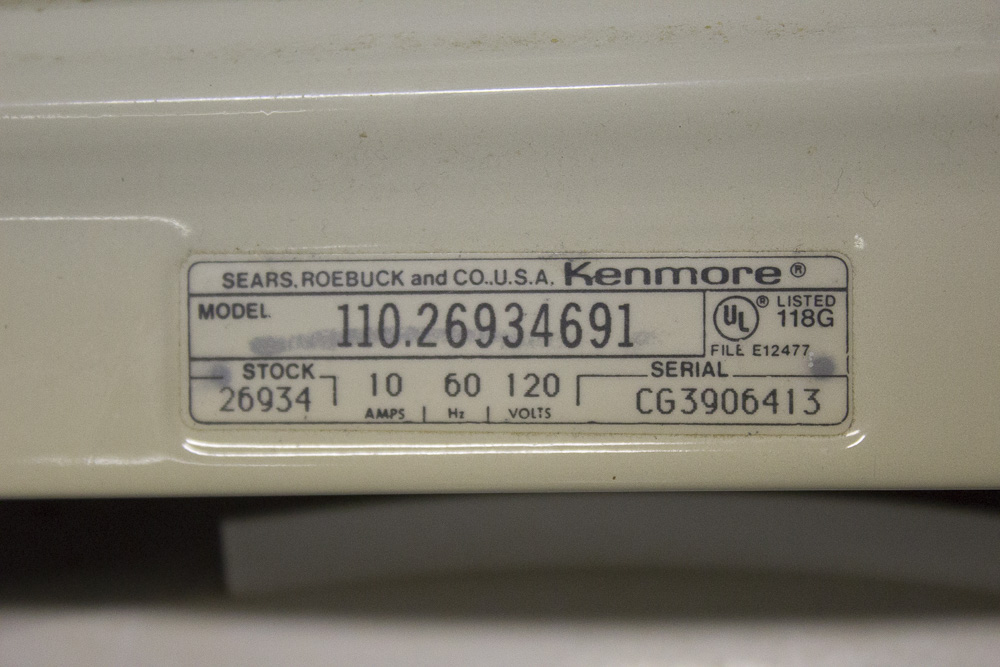 SEARS, ROEBUCK and CO., U.S.A. Kenmore ®
MODEL 110.26934691
UL ® LISTED 118G
FILE E12477
STOCK 26934
10 AMPS
60 Hz
120 VOLTS
SERIAL CG3906413